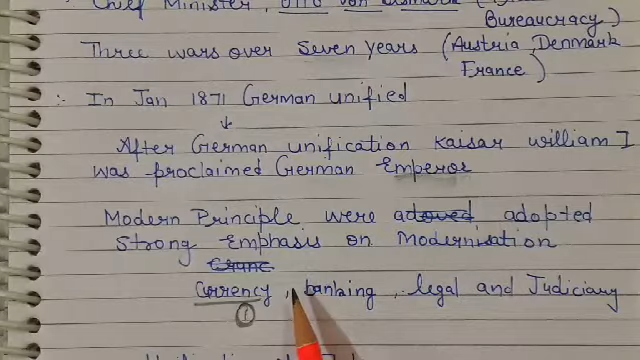 Chief Minister, Otto von Bismark
Bureaucracy)
Three wars over Seven years (Austria, Denmark
France)
:- In Jan 1871 German unified
↓
After German unification Kaisar william I
was proclaimed German Emperor
Modern Principle were adoved adopted
Strong Emphasis on Modernisation
Currency, banking, legal and Judiciary
①